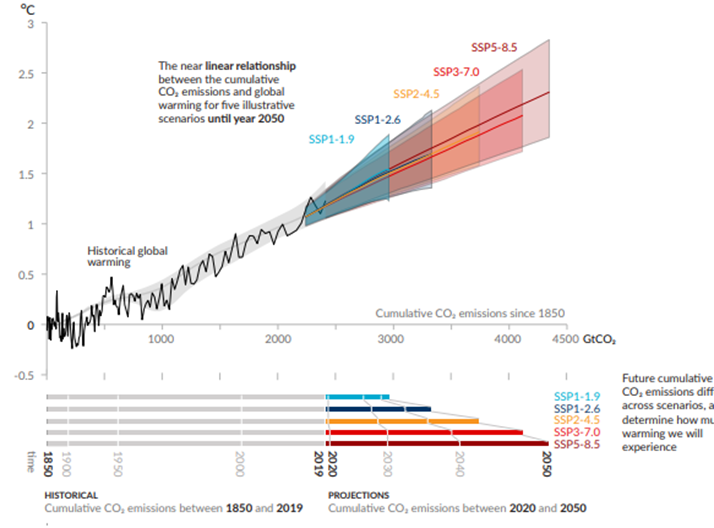 °C
3
2.5
2
1.5
1
0.5
0
-0.5
The near linear relationship
between the cumulative
CO₂ emissions and global
warming for five illustrative
scenarios until year 2050
SSP5-8.5
SSP3-7.0
SSP2-4.5
SSP1-2.6
SSP1-1.9
Historical global
warming
Cumulative CO₂ emissions since 1850
1000
2000
3000
4000
4500 GtCO₂
SSP1-1.9
SSP1-2.6
SSP2-4.5
SSP3-7.0
SSP5-8.5
Future cumulative
CO₂ emissions diff
across scenarios, a
determine how mu
warming we will
experience
time
1850
1900
1950
2000
2019
2020
2030
2040
2050
HISTORICAL
Cumulative CO₂ emissions between 1850 and 2019
PROJECTIONS
Cumulative CO₂ emissions between 2020 and 2050